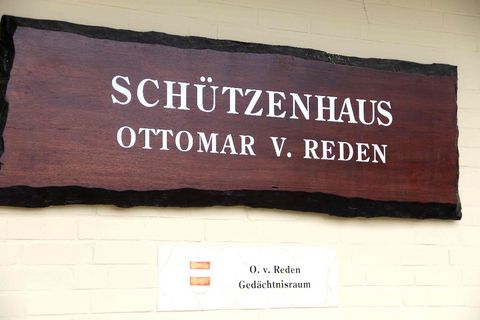 SCHÜTZENHAUS
OTTOMAR V. REDEN
O. v. Reden
Gedächtnisraum